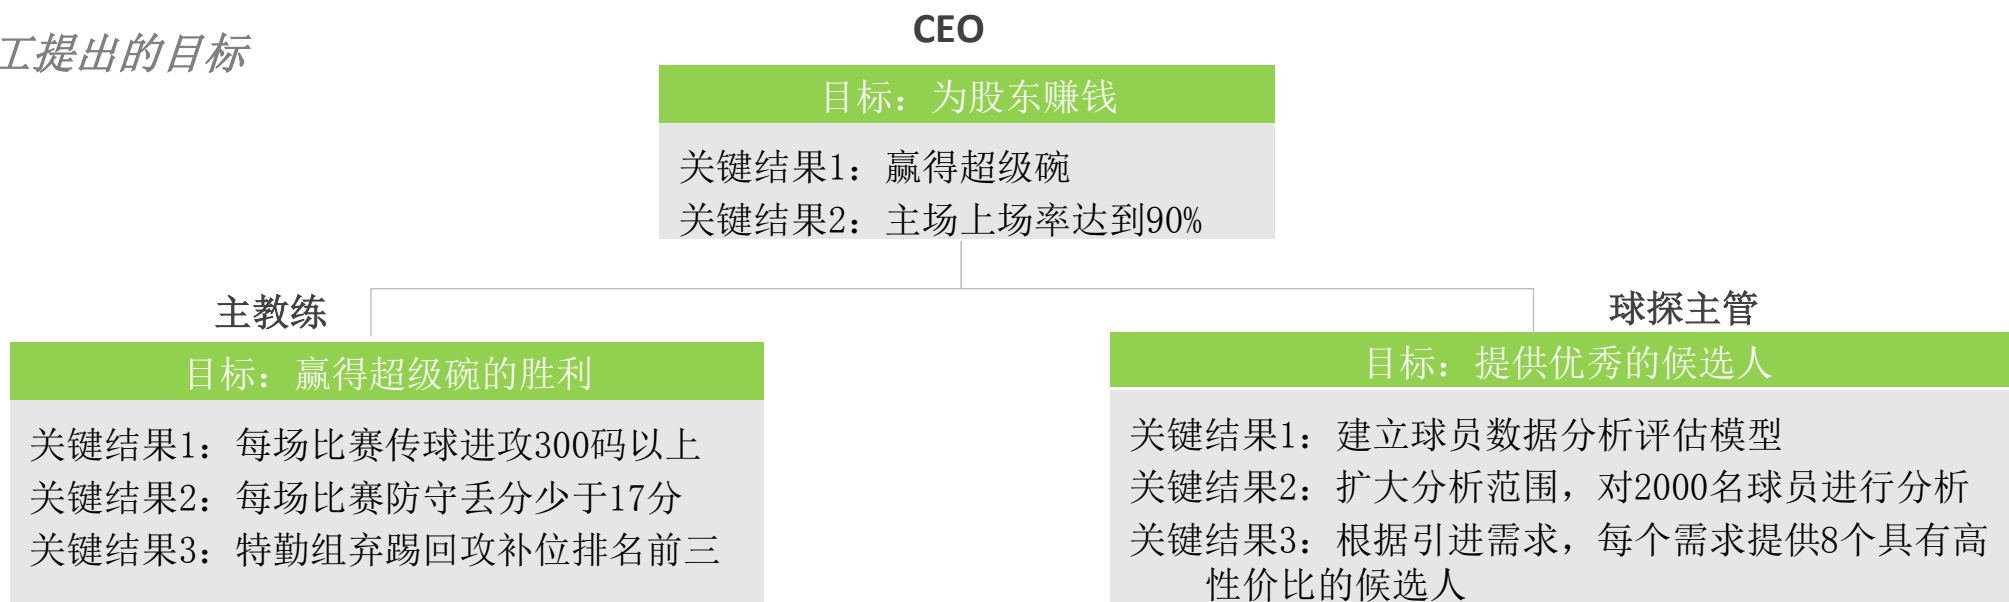 工提出的目标
CEO
目标：为股东赚钱
关键结果1：赢得超级碗
关键结果2：主场上场率达到90%
主教练
目标：赢得超级碗的胜利
关键结果1：每场比赛传球进攻300码以上
关键结果2：每场比赛防守丢分少于17分
关键结果3：特勤组弃踢回攻补位排名前三
球探主管
目标：提供优秀的候选人
关键结果1：建立球员数据分析评估模型
关键结果2：扩大分析范围，对2000名球员进行分析
关键结果3：根据引进需求，每个需求提供8个具有高
性价比的候选人